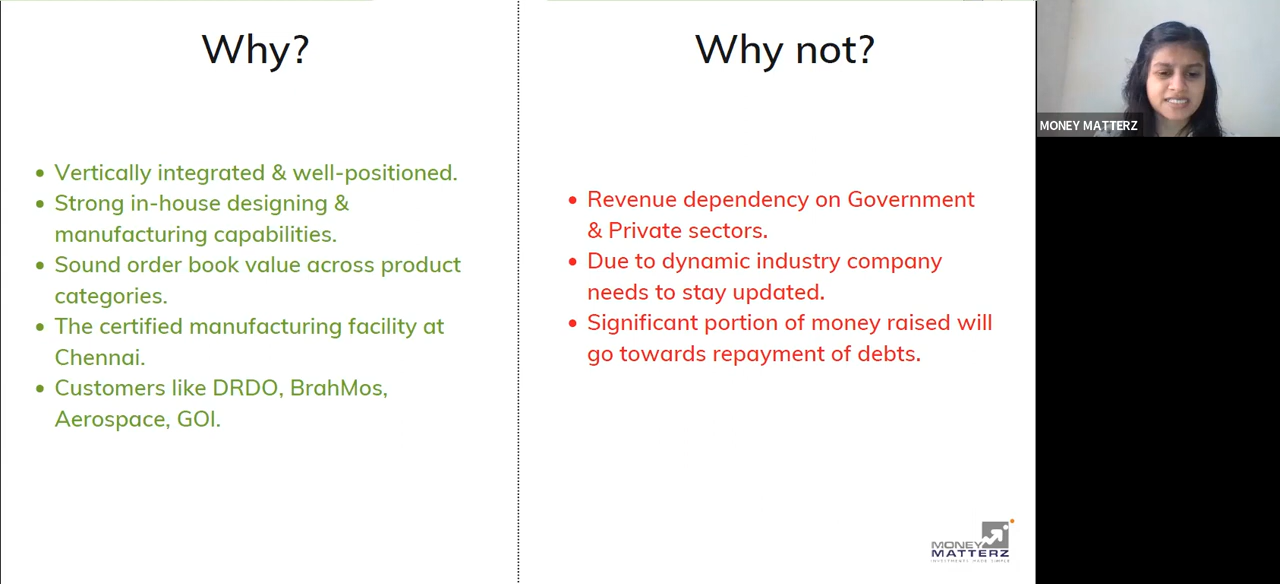 Why?
Vertically integrated & well-positioned.
Strong in-house designing &
manufacturing capabilities.
Sound order book value across product
categories.
The certified manufacturing facility at
Chennai.
Customers like DRDO, BrahMos,
Aerospace, GOI.
Why not?
Revenue dependency on Government
& Private sectors.
Due to dynamic industry company
needs to stay updated.
Significant portion of money raised will
go towards repayment of debts.
MONEY
MATTERZ
INVESTMENTS MADE SIMPLE
MONEY MATTERZ